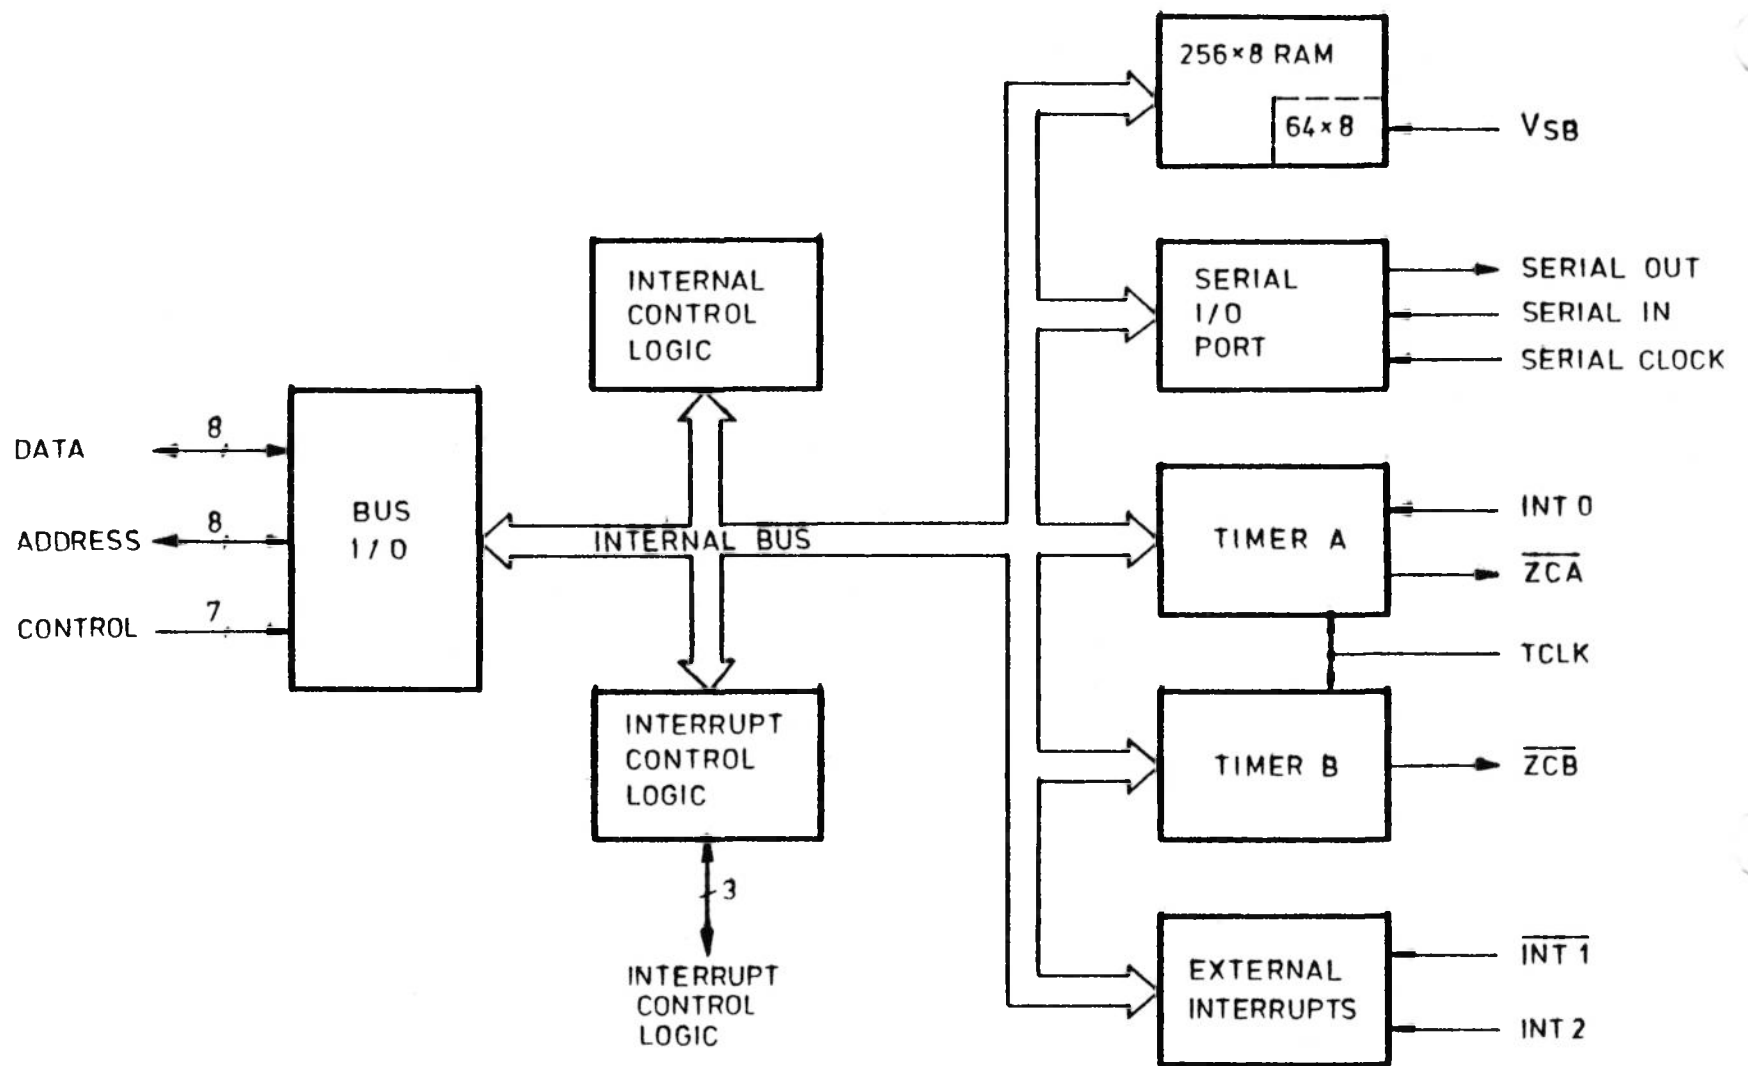 256×8 RAM
64×8
VSB
INTERNAL
CONTROL
LOGIC
SERIAL
I/O
PORT
SERIAL OUT
SERIAL IN
SERIAL CLOCK
DATA
8
ADDRESS
8
CONTROL
7
BUS
I/O
INTERNAL BUS
TIMER A
INT 0
ZCA
TCLK
INTERRUPT
CONTROL
LOGIC
TIMER B
ZCB
3
INTERRUPT
CONTROL
LOGIC
EXTERNAL
INTERRUPTS
INT 1
INT 2